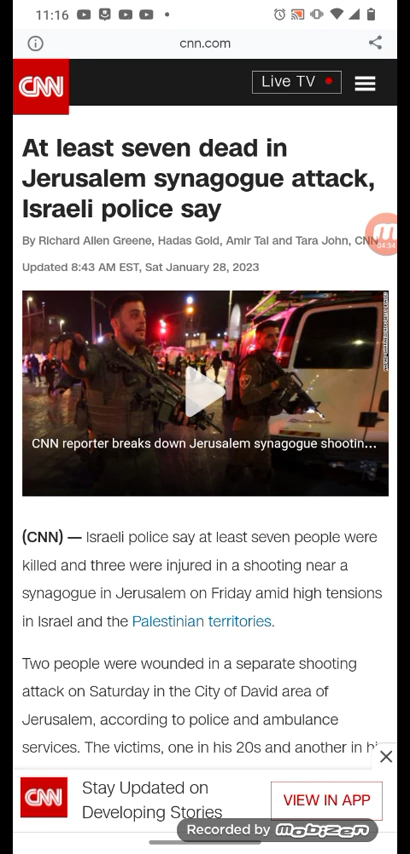 11:16
cnn.com
CNN
Live TV
At least seven dead in
Jerusalem synagogue attack,
Israeli police say
By Richard Allen Greene, Hadas Gold, Amir Tal and Tara John, CNN
04:54
Updated 8:43 AM EST, Sat January 28, 2023
CNN reporter breaks down Jerusalem synagogue shootin...
(CNN) — Israeli police say at least seven people were
killed and three were injured in a shooting near a
synagogue in Jerusalem on Friday amid high tensions
in Israel and the Palestinian territories.
Two people were wounded in a separate shooting
attack on Saturday in the City of David area of
Jerusalem, according to police and ambulance
services. The victims, one in his 20s and another in
CNN
Stay Updated on
Developing Stories
VIEW IN APP
Recorded by mobizen